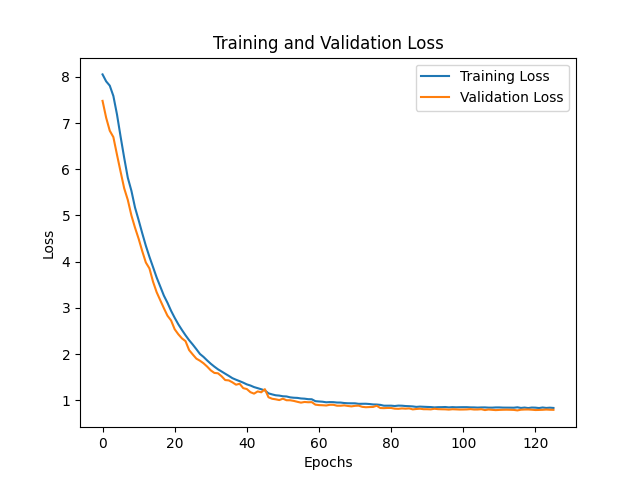 Training and Validation Loss
Training Loss
Validation Loss
Loss
8
7
6
5
4
3
2
1
0 20 40 60 80 100 120
Epochs